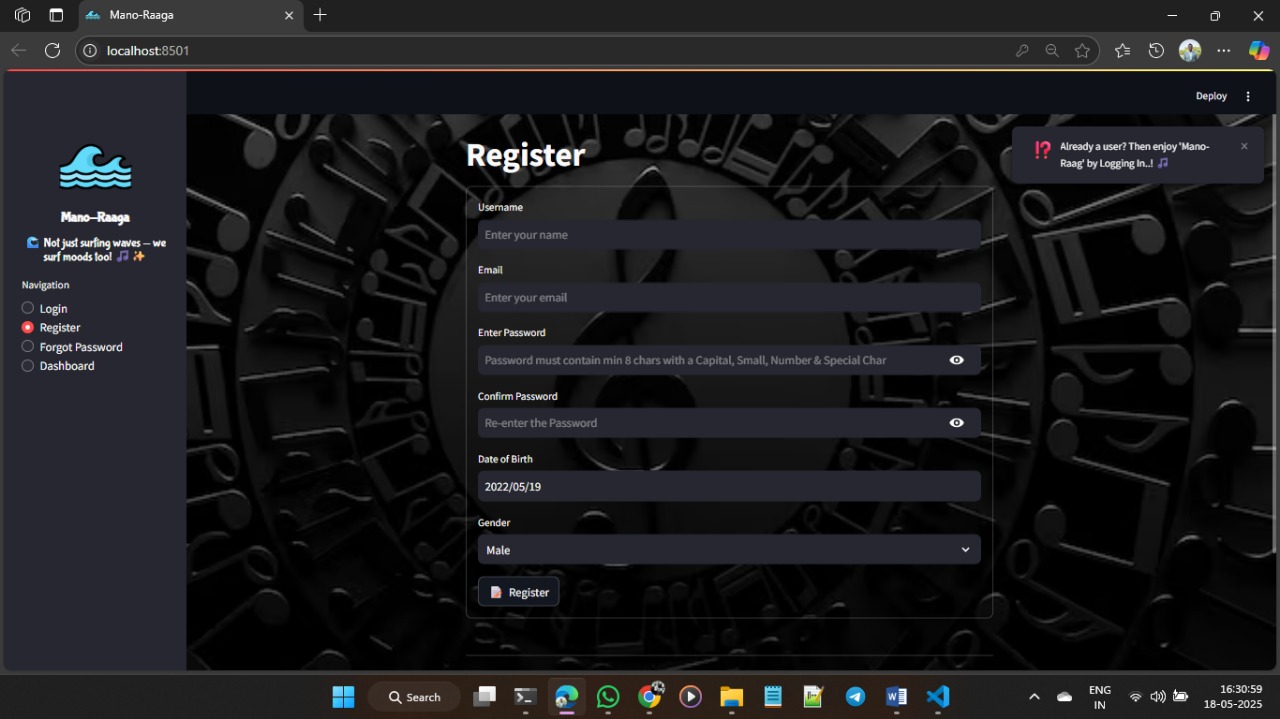 Mano-Raaga
localhost:8501
Deploy
Mano-Raaga
Not just surfing waves — we
surf moods too!
Navigation
Login
Register
Forgot Password
Dashboard
Register
Already a user? Then enjoy 'Mano-
Raag' by Logging In..!
Username
Enter your name
Email
Enter your email
Enter Password
Password must contain min 8 chars with a Capital, Small, Number & Special Char
Confirm Password
Re-enter the Password
Date of Birth
2022/05/19
Gender
Male
Register
Search
ENG
IN
16:30:59
18-05-2025